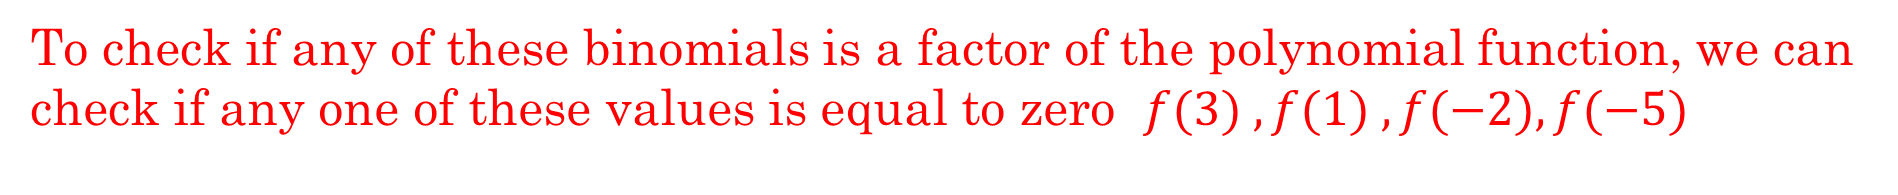 To check if any of these binomials is a factor of the polynomial function, we can
check if any one of these values is equal to zero f(3) ,f(1) ,f(−2),f(−5)